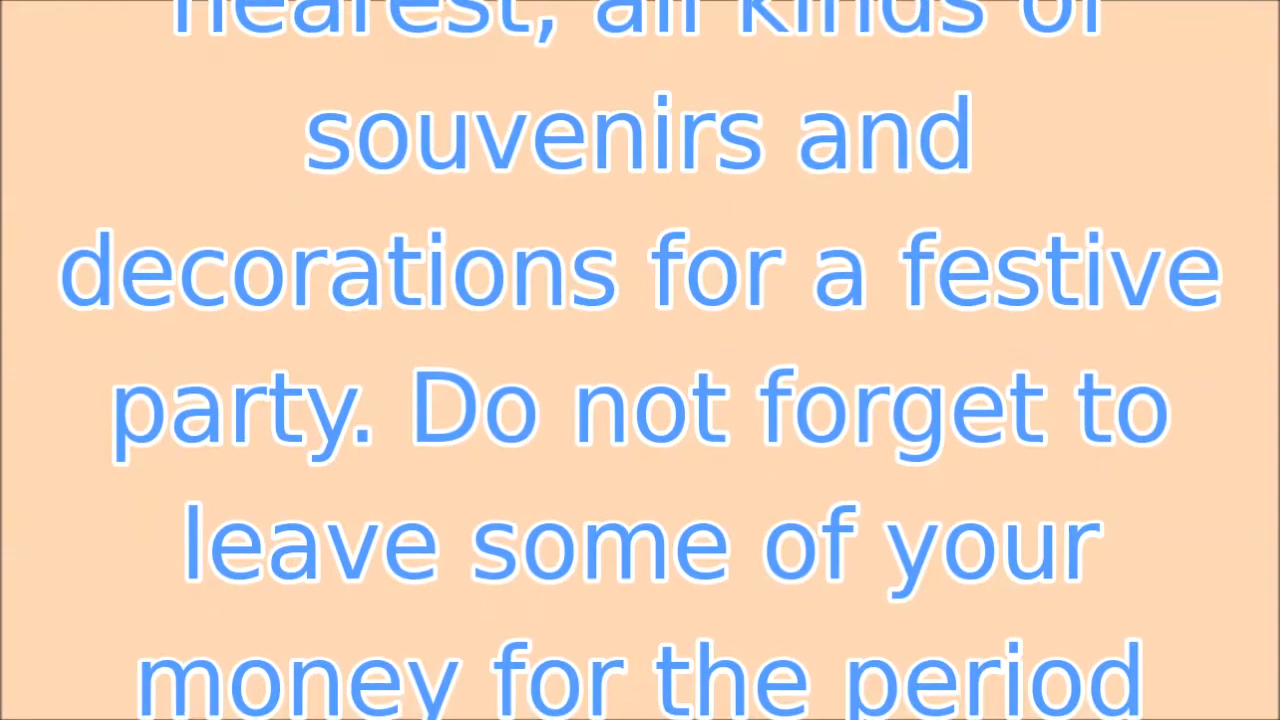 nearest, all kinds of
souvenirs and
decorations for a festive
party. Do not forget to
leave some of your
money for the period